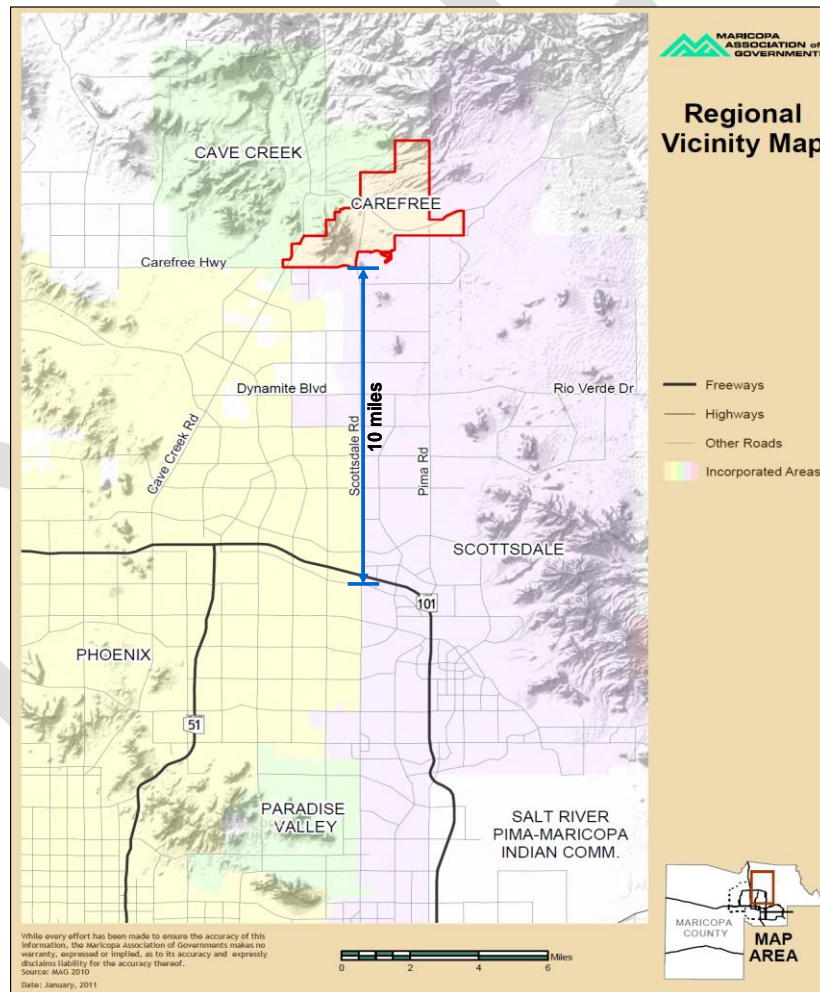 MARICOPA
ASSOCIATION of
GOVERNMENTS
Regional
Vicinity Map
CAVE CREEK
CAREFREE
Carefree Hwy
Dynamite Blvd
Rio Verde Dr
Cave Creek Rd
Scottsdale Rd
10 miles
Pima Rd
Freeways
Highways
Other Roads
Incorporated Areas
SCOTTSDALE
101
PHOENIX
51
PARADISE
VALLEY
SALT RIVER
PIMA-MARICOPA
INDIAN COMM.
MARICOPA
COUNTY
MAP
AREA
While every effort has been made to ensure the accuracy of this
information, the Maricopa Association of Governments makes no
warranty, expressed or implied, as to its accuracy and expressly
disclaims liability for the accuracy thereof.
Source: MAG 2010
Date: January, 2011
Miles
0 2 4 6